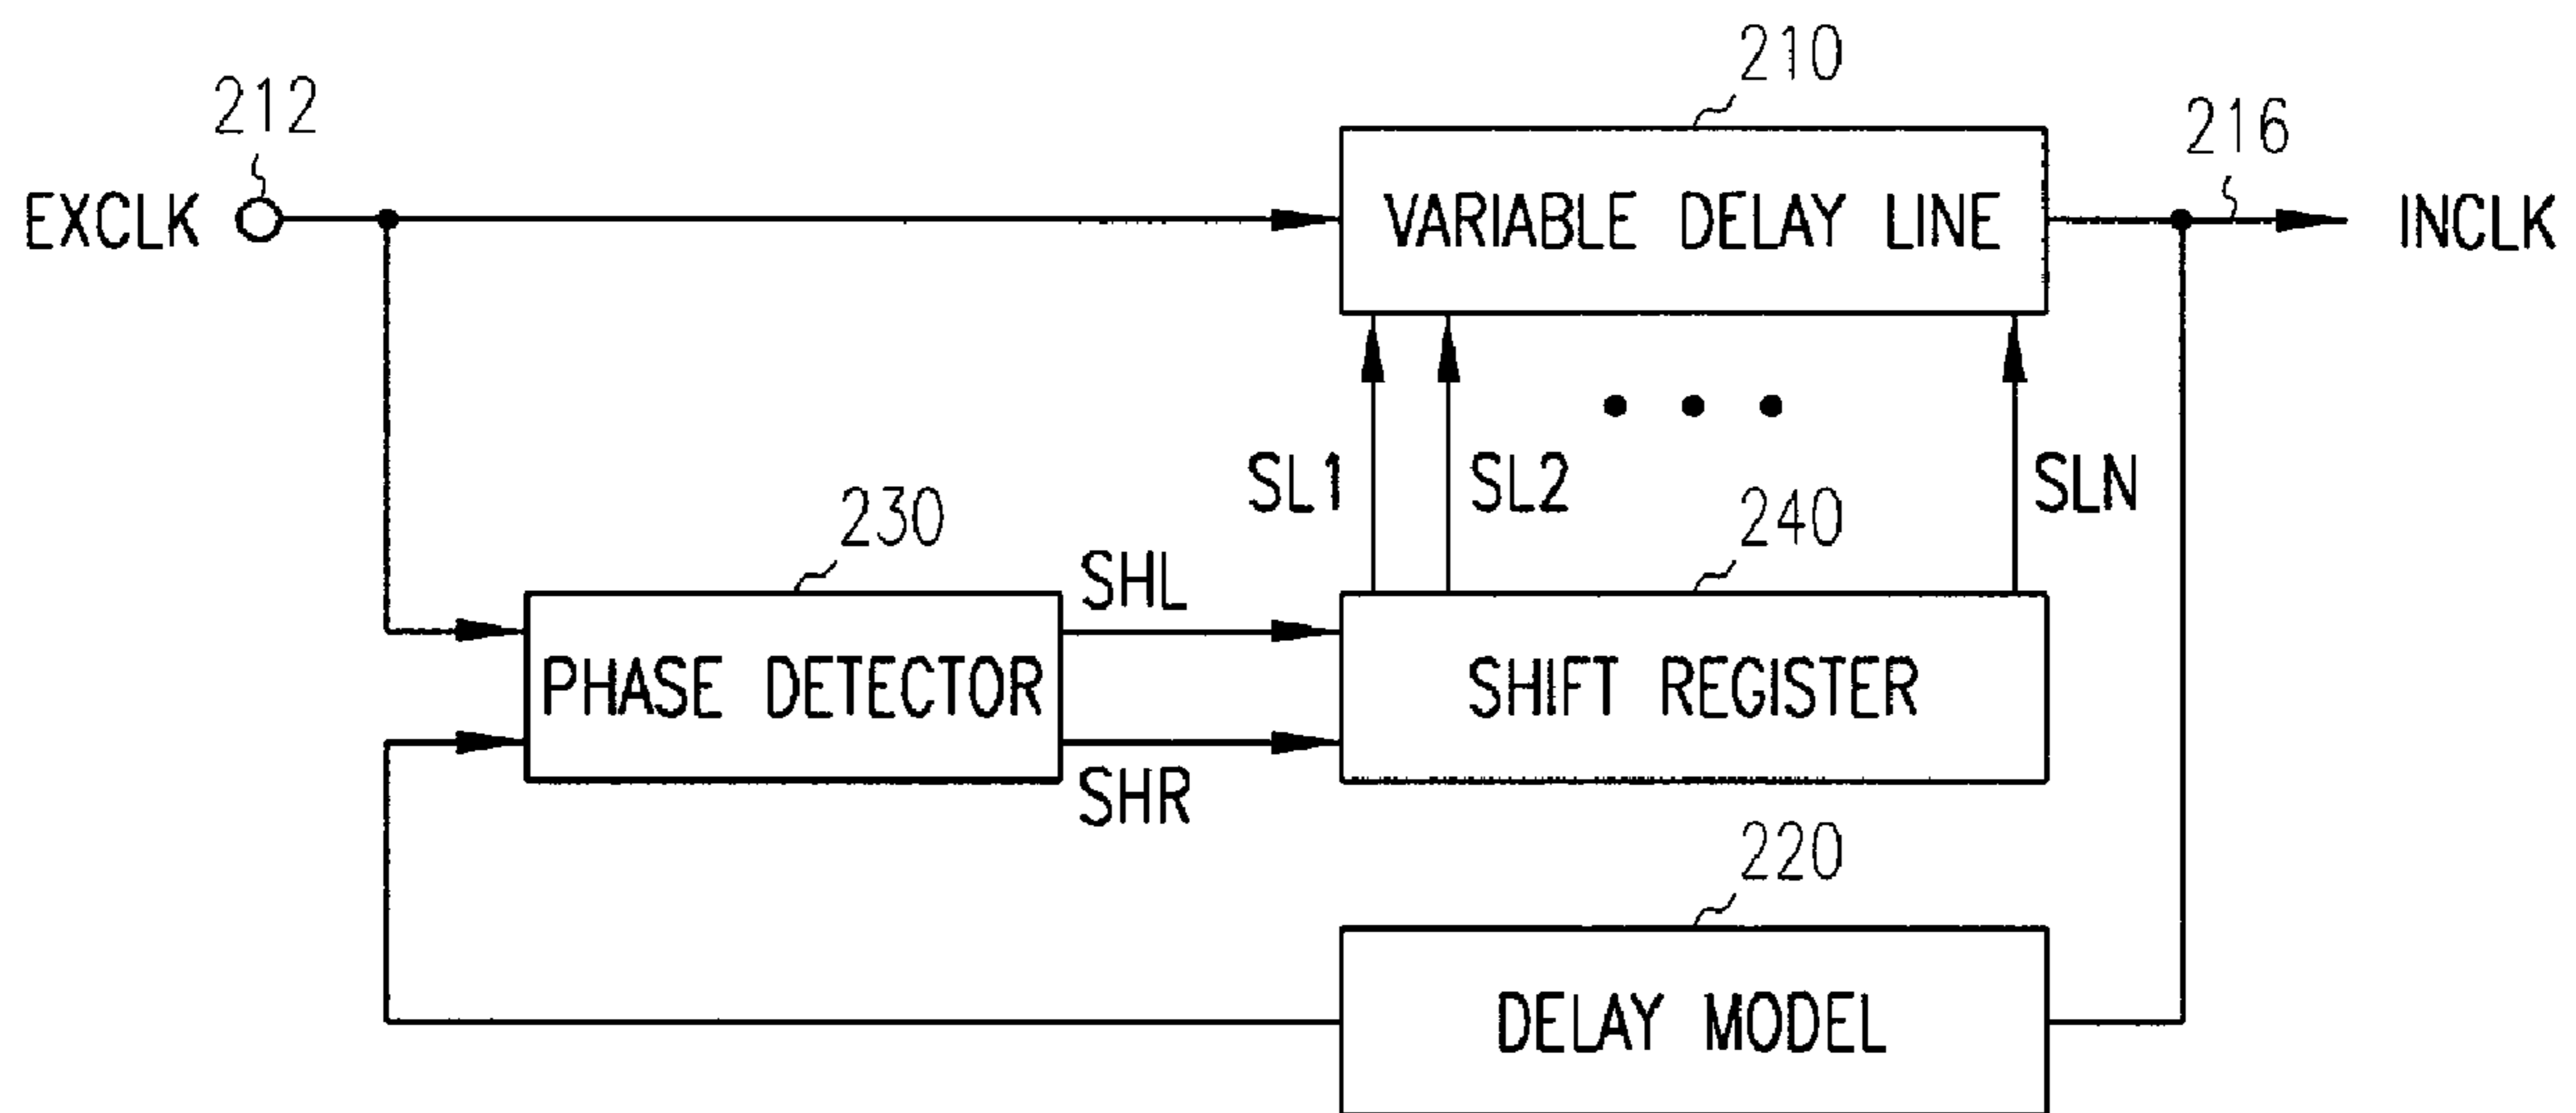 210
212
216
EXCLK
VARIABLE DELAY LINE
INCLK
SL1
SL2
SLN
230
240
SHL
PHASE DETECTOR
SHIFT REGISTER
SHR
220
DELAY MODEL